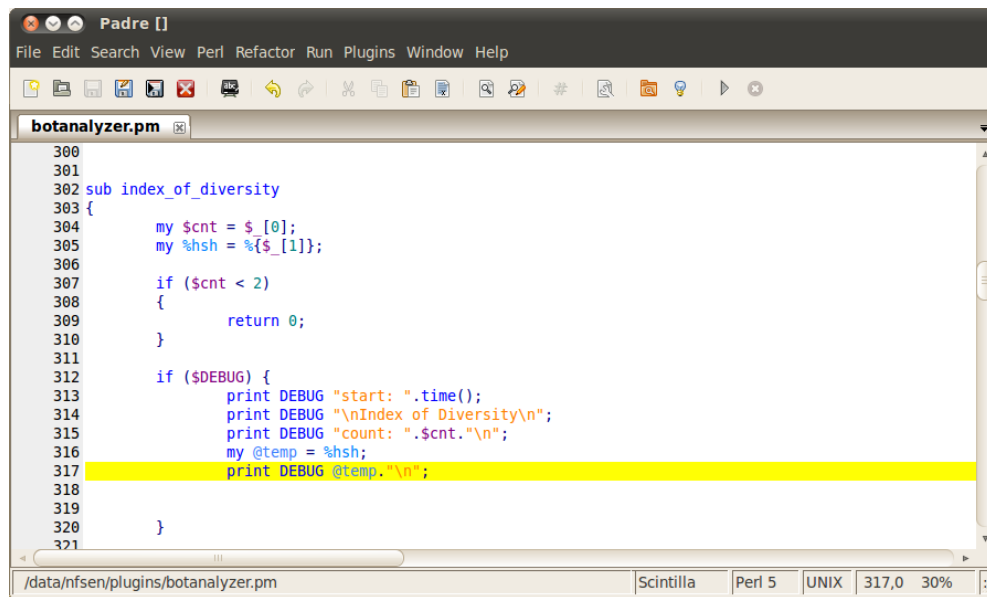 Padre []
File Edit Search View Perl Refactor Run Plugins Window Help
abc
#
botanalyzer.pm
300
301
302 sub index_of_diversity
303 {
304 my $cnt = $_[0];
305 my %hsh = %{$_[1]};
306
307 if ($cnt < 2)
308 {
309 return 0;
310 }
311
312 if ($DEBUG) {
313 print DEBUG "start: ".time();
314 print DEBUG "\nIndex of Diversity\n";
315 print DEBUG "count: ".$cnt."\n";
316 my @temp = %hsh;
317 print DEBUG @temp."\n";
318
319
320 }
321
/data/nfsen/plugins/botanalyzer.pm Scintilla Perl 5 UNIX 317,0 30%